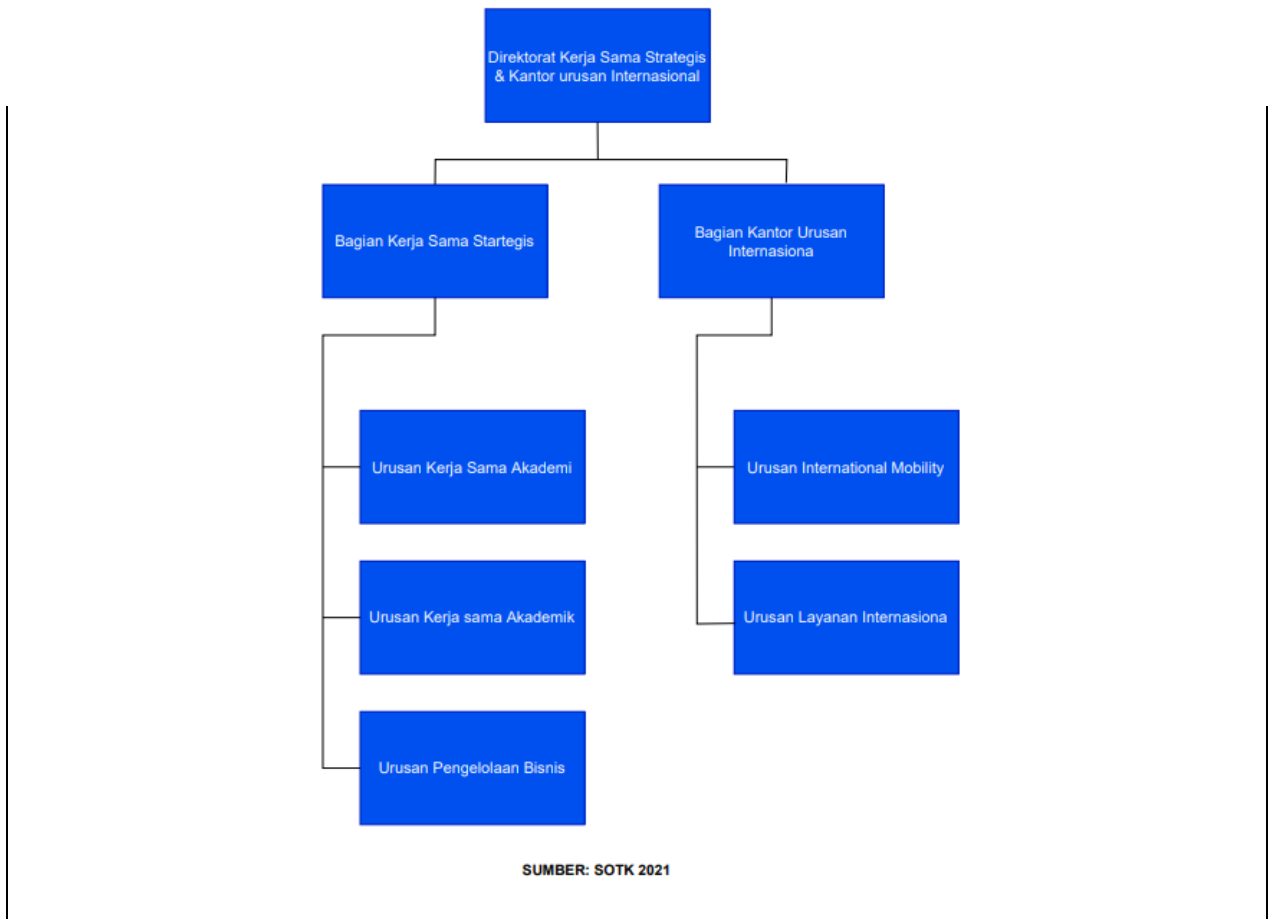 Direktorat Kerja Sama Strategis
& Kantor urusan Internasional
Bagian Kerja Sama Startegis
Bagian Kantor Urusan
Internasiona
Urusan Kerja Sama Akademi
Urusan International Mobility
Urusan Kerja sama Akademik
Urusan Layanan Internasiona
Urusan Pengelolaan Bisnis
SUMBER: SOTK 2021